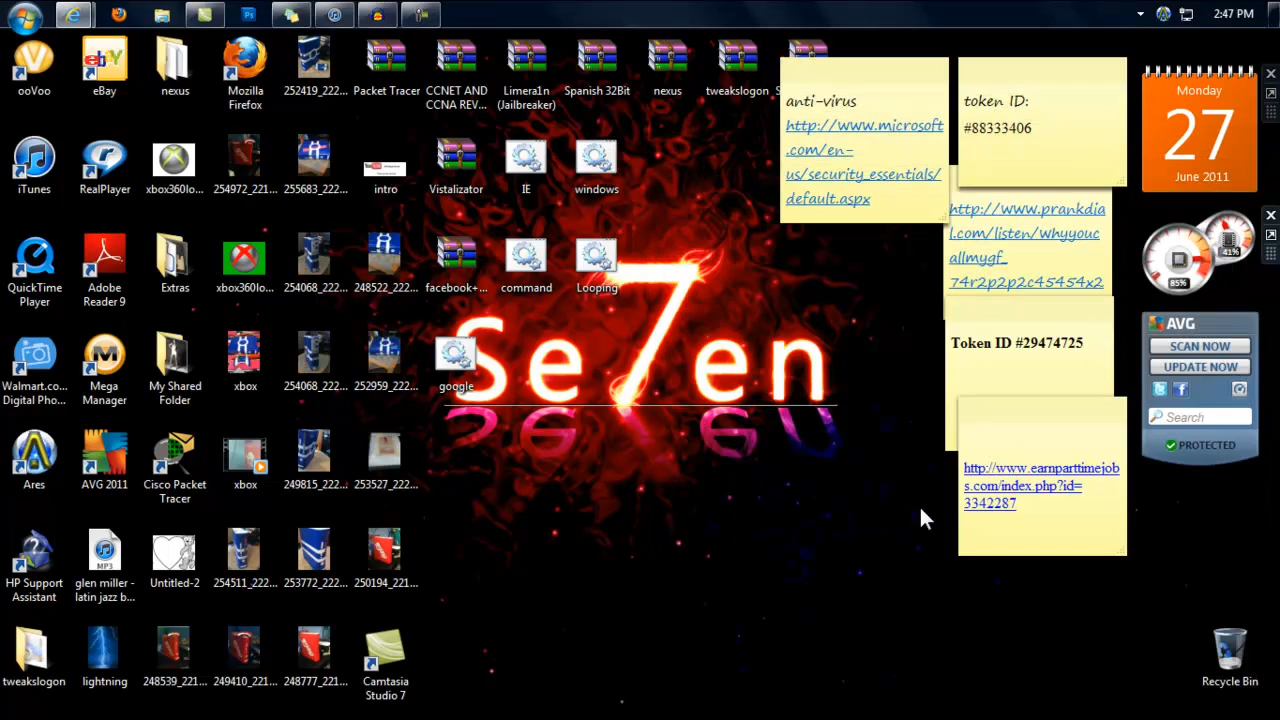 2:47 PM
ooVoo
eBay
nexus
Mozilla
Firefox
252419_222...
Packet Tracer
CCNET AND
CCNA REV...
Limera1n
(Jailbreaker)
Spanish 32Bit
nexus
tweakslogon
iTunes
RealPlayer
xbox360lo...
254972_221...
255683_222...
intro
Vistalizator
IE
windows
QuickTime
Player
Adobe
Reader 9
Extras
xbox360lo...
254068_222...
248522_222...
facebook+...
command
Looping
Walmart.co...
Digital Pho...
Mega
Manager
My Shared
Folder
xbox
254068_222...
252959_222...
google
Ares
AVG 2011
Cisco Packet
Tracer
xbox
249815_222...
253527_222...
HP Support
Assistant
MP3
glen miller -
latin jazz b...
Untitled-2
254511_222...
253772_222...
250194_221...
tweakslogon
lightning
248539_221...
249410_221...
248777_221...
Camtasia
Studio 7
Se7en
anti-virus
http://www.microsoft
.com/en-
us/security_essentials/
default.aspx
token ID:
#88333406
http://www.prankdia
l.com/listen/whyyouc
allmygf_
74r2p2p2c45454x2
Token ID #29474725
http://www.earnparttimejob
s.com/index.php?id=
3342287
Monday
27
June 2011
41%
85%
AVG
SCAN NOW
UPDATE NOW
Search
PROTECTED
Recycle Bin